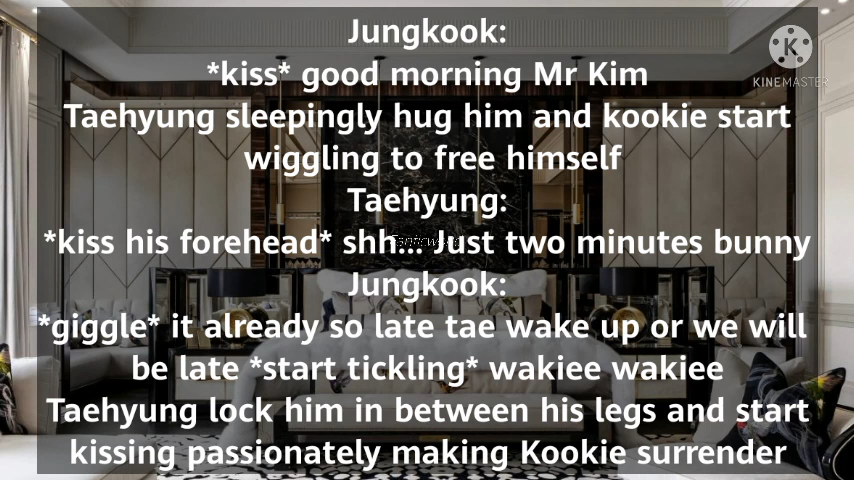 Jungkook:
*kiss* good morning Mr Kim
Taehyung sleepingly hug him and kookie start
wiggling to free himself
Taehyung:
*kiss his forehead* shh... Just two minutes bunny
Jungkook:
*giggle* it already so late tae wake up or we will
be late *start tickling* wakiee wakiee
Taehyung lock him in between his legs and start
kissing passionately making Kookie surrender
K
KINEMASTER